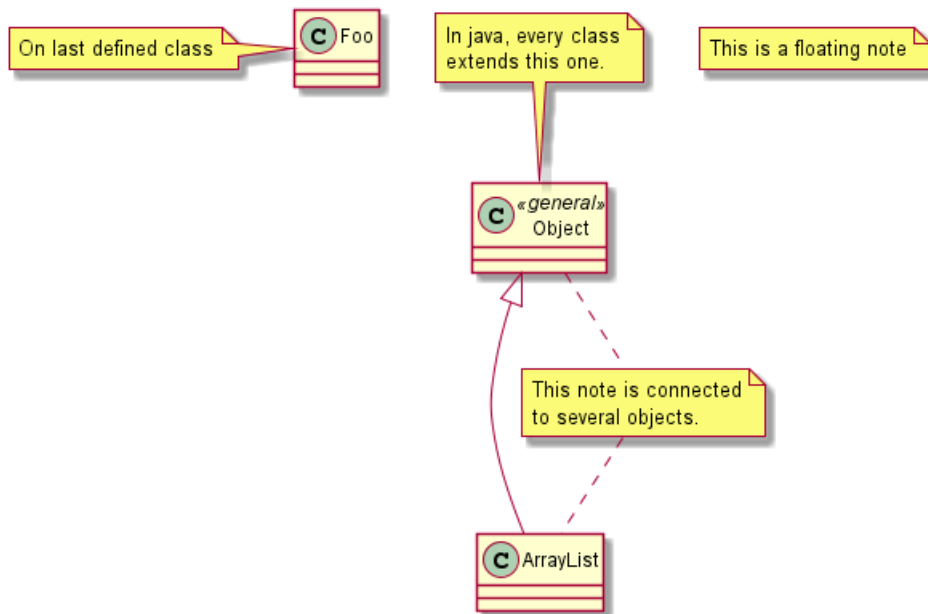 On last defined class
C Foo
In java, every class
extends this one.
This is a floating note
C «general»
Object
This note is connected
to several objects.
C ArrayList